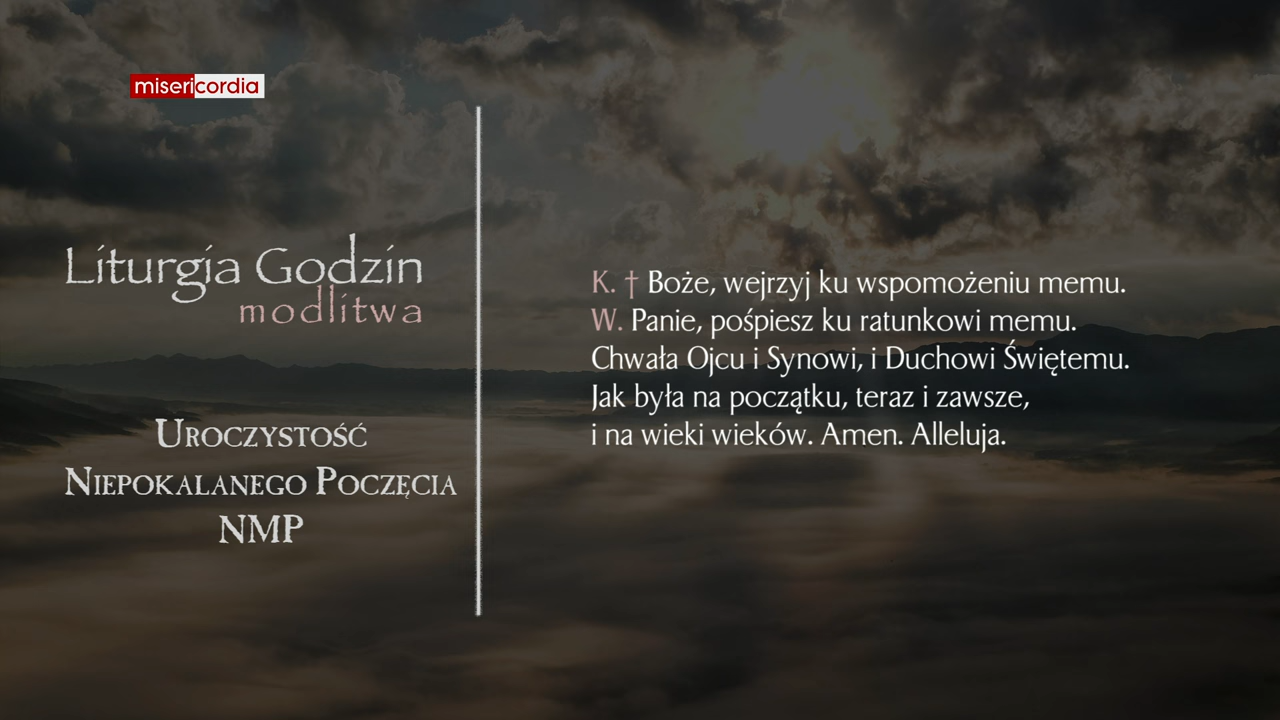 misericordia
Liturgia Godzin
modlitwa
Uroczystość
Niepokalanego Poczęcia
NMP
K. † Boże, wejrzyj ku wspomożeniu memu.
W. Panie, pośpiesz ku ratunkowi memu.
Chwała Ojcu i Synowi, i Duchowi Świętemu.
Jak była na początku, teraz i zawsze,
i na wieki wieków. Amen. Alleluja.